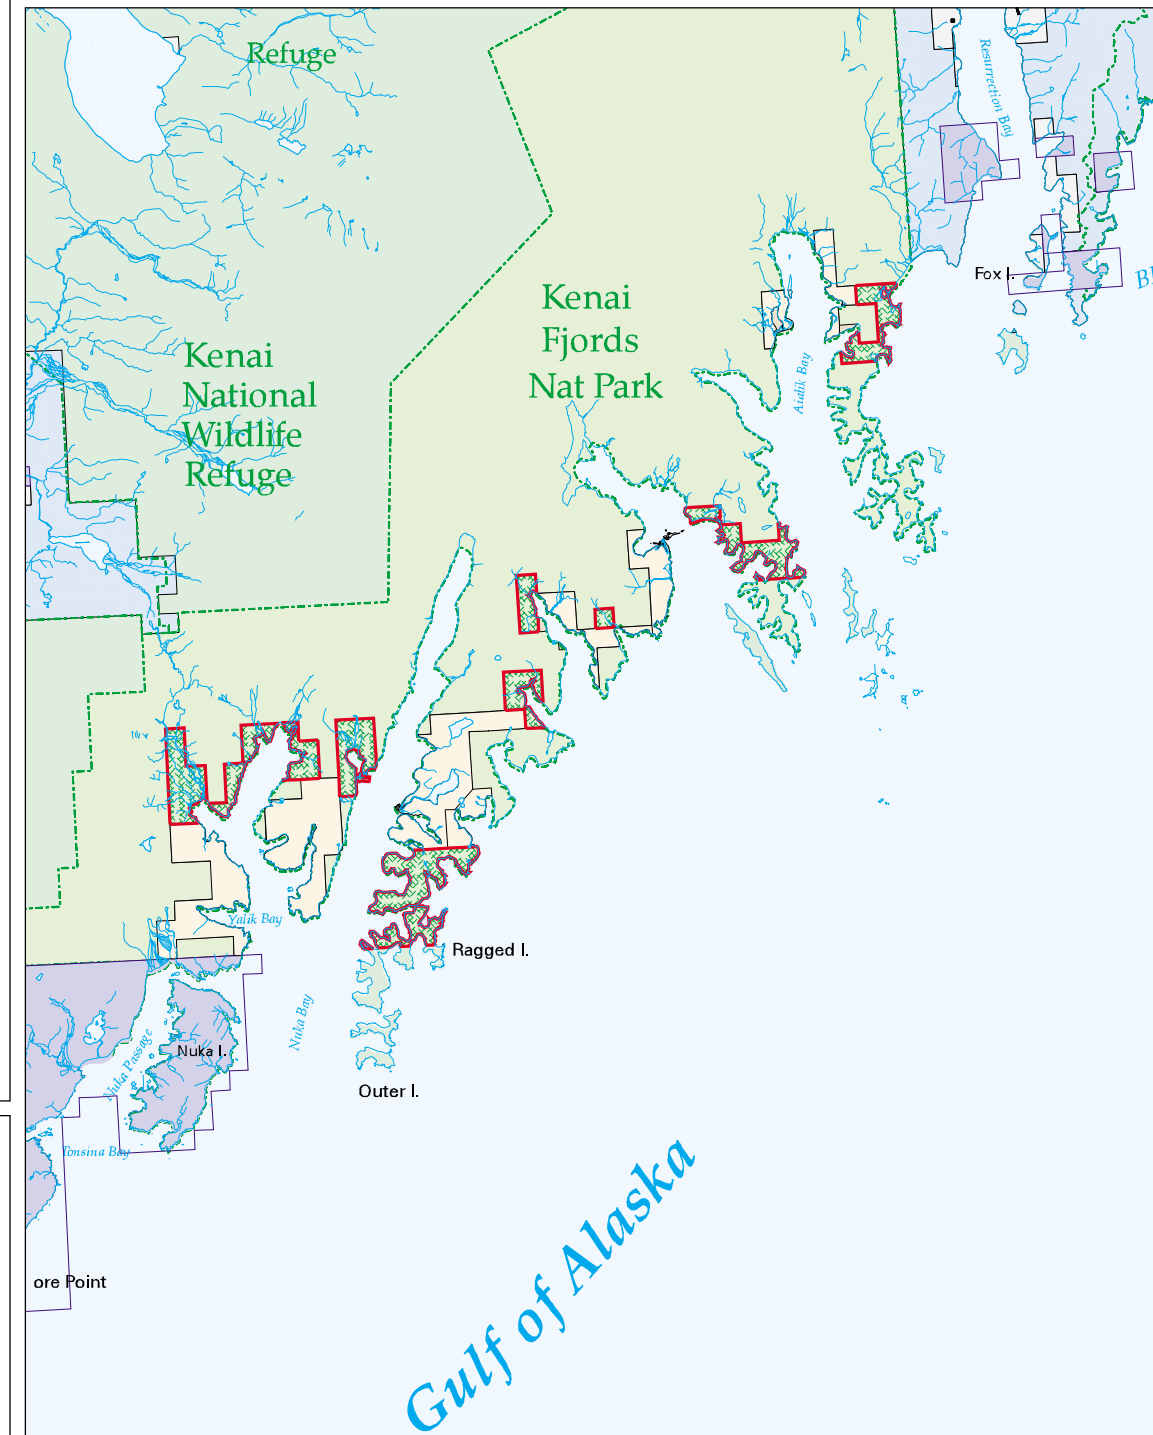 Refuge
Resurrection Bay
Fox I.
Bl
Kenai
Fjords
Nat Park
Kenai
National
Wildlife
Refuge
Aialik Bay
Yalik Bay
Ragged I.
Nuka Bay
Nuka I.
Nuka Passage
Outer I.
Tonsina Bay
ore Point
Gulf of Alaska